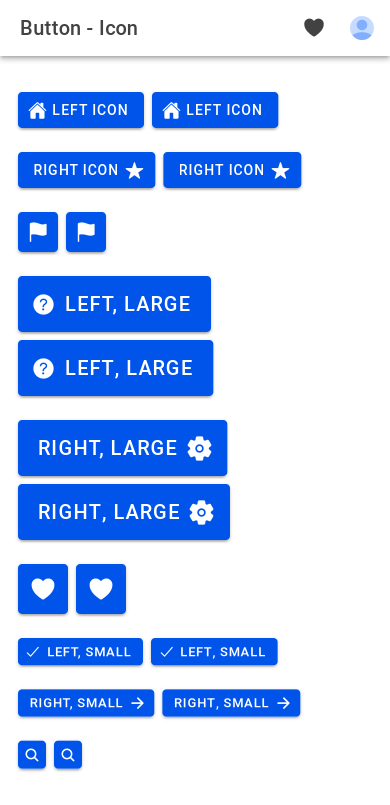 Button - Icon
LEFT ICON LEFT ICON
RIGHT ICON RIGHT ICON
LEFT, LARGE
LEFT, LARGE
RIGHT, LARGE
RIGHT, LARGE
LEFT, SMALL LEFT, SMALL
RIGHT, SMALL RIGHT, SMALL